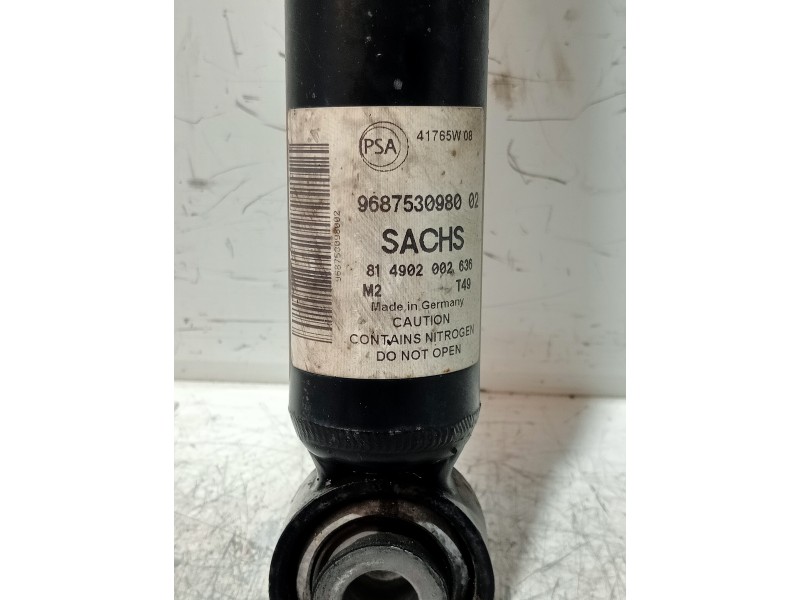 PSA
41765W 08
9687530980 02
968753098002
SACHS
81 4902 002 636
M2 T49
Made in Germany
CAUTION
CONTAINS NITROGEN
DO NOT OPEN